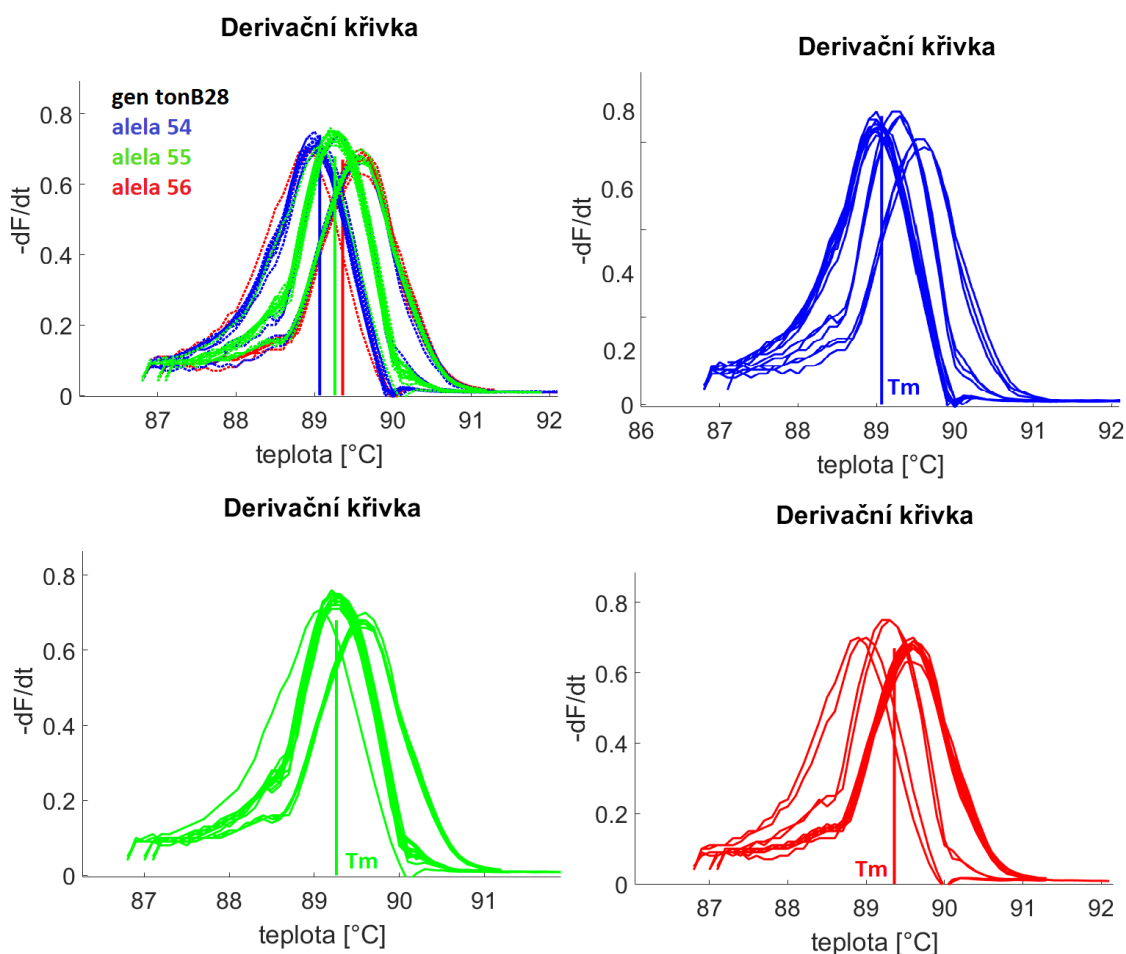 Derivační křivka
gen tonB28
alela 54
alela 55
alela 56
0.8
0.6
0.4
0.2
0
-dF/dt
87 88 89 90 91 92
teplota [°C]
Derivační křivka
0.8
0.6
0.4
0.2
0
-dF/dt
Tm
86 87 88 89 90 91 92
teplota [°C]
Derivační křivka
0.8
0.6
0.4
0.2
0
-dF/dt
Tm
87 88 89 90 91
teplota [°C]
Derivační křivka
0.8
0.6
0.4
0.2
0
-dF/dt
Tm
87 88 89 90 91 92
teplota [°C]